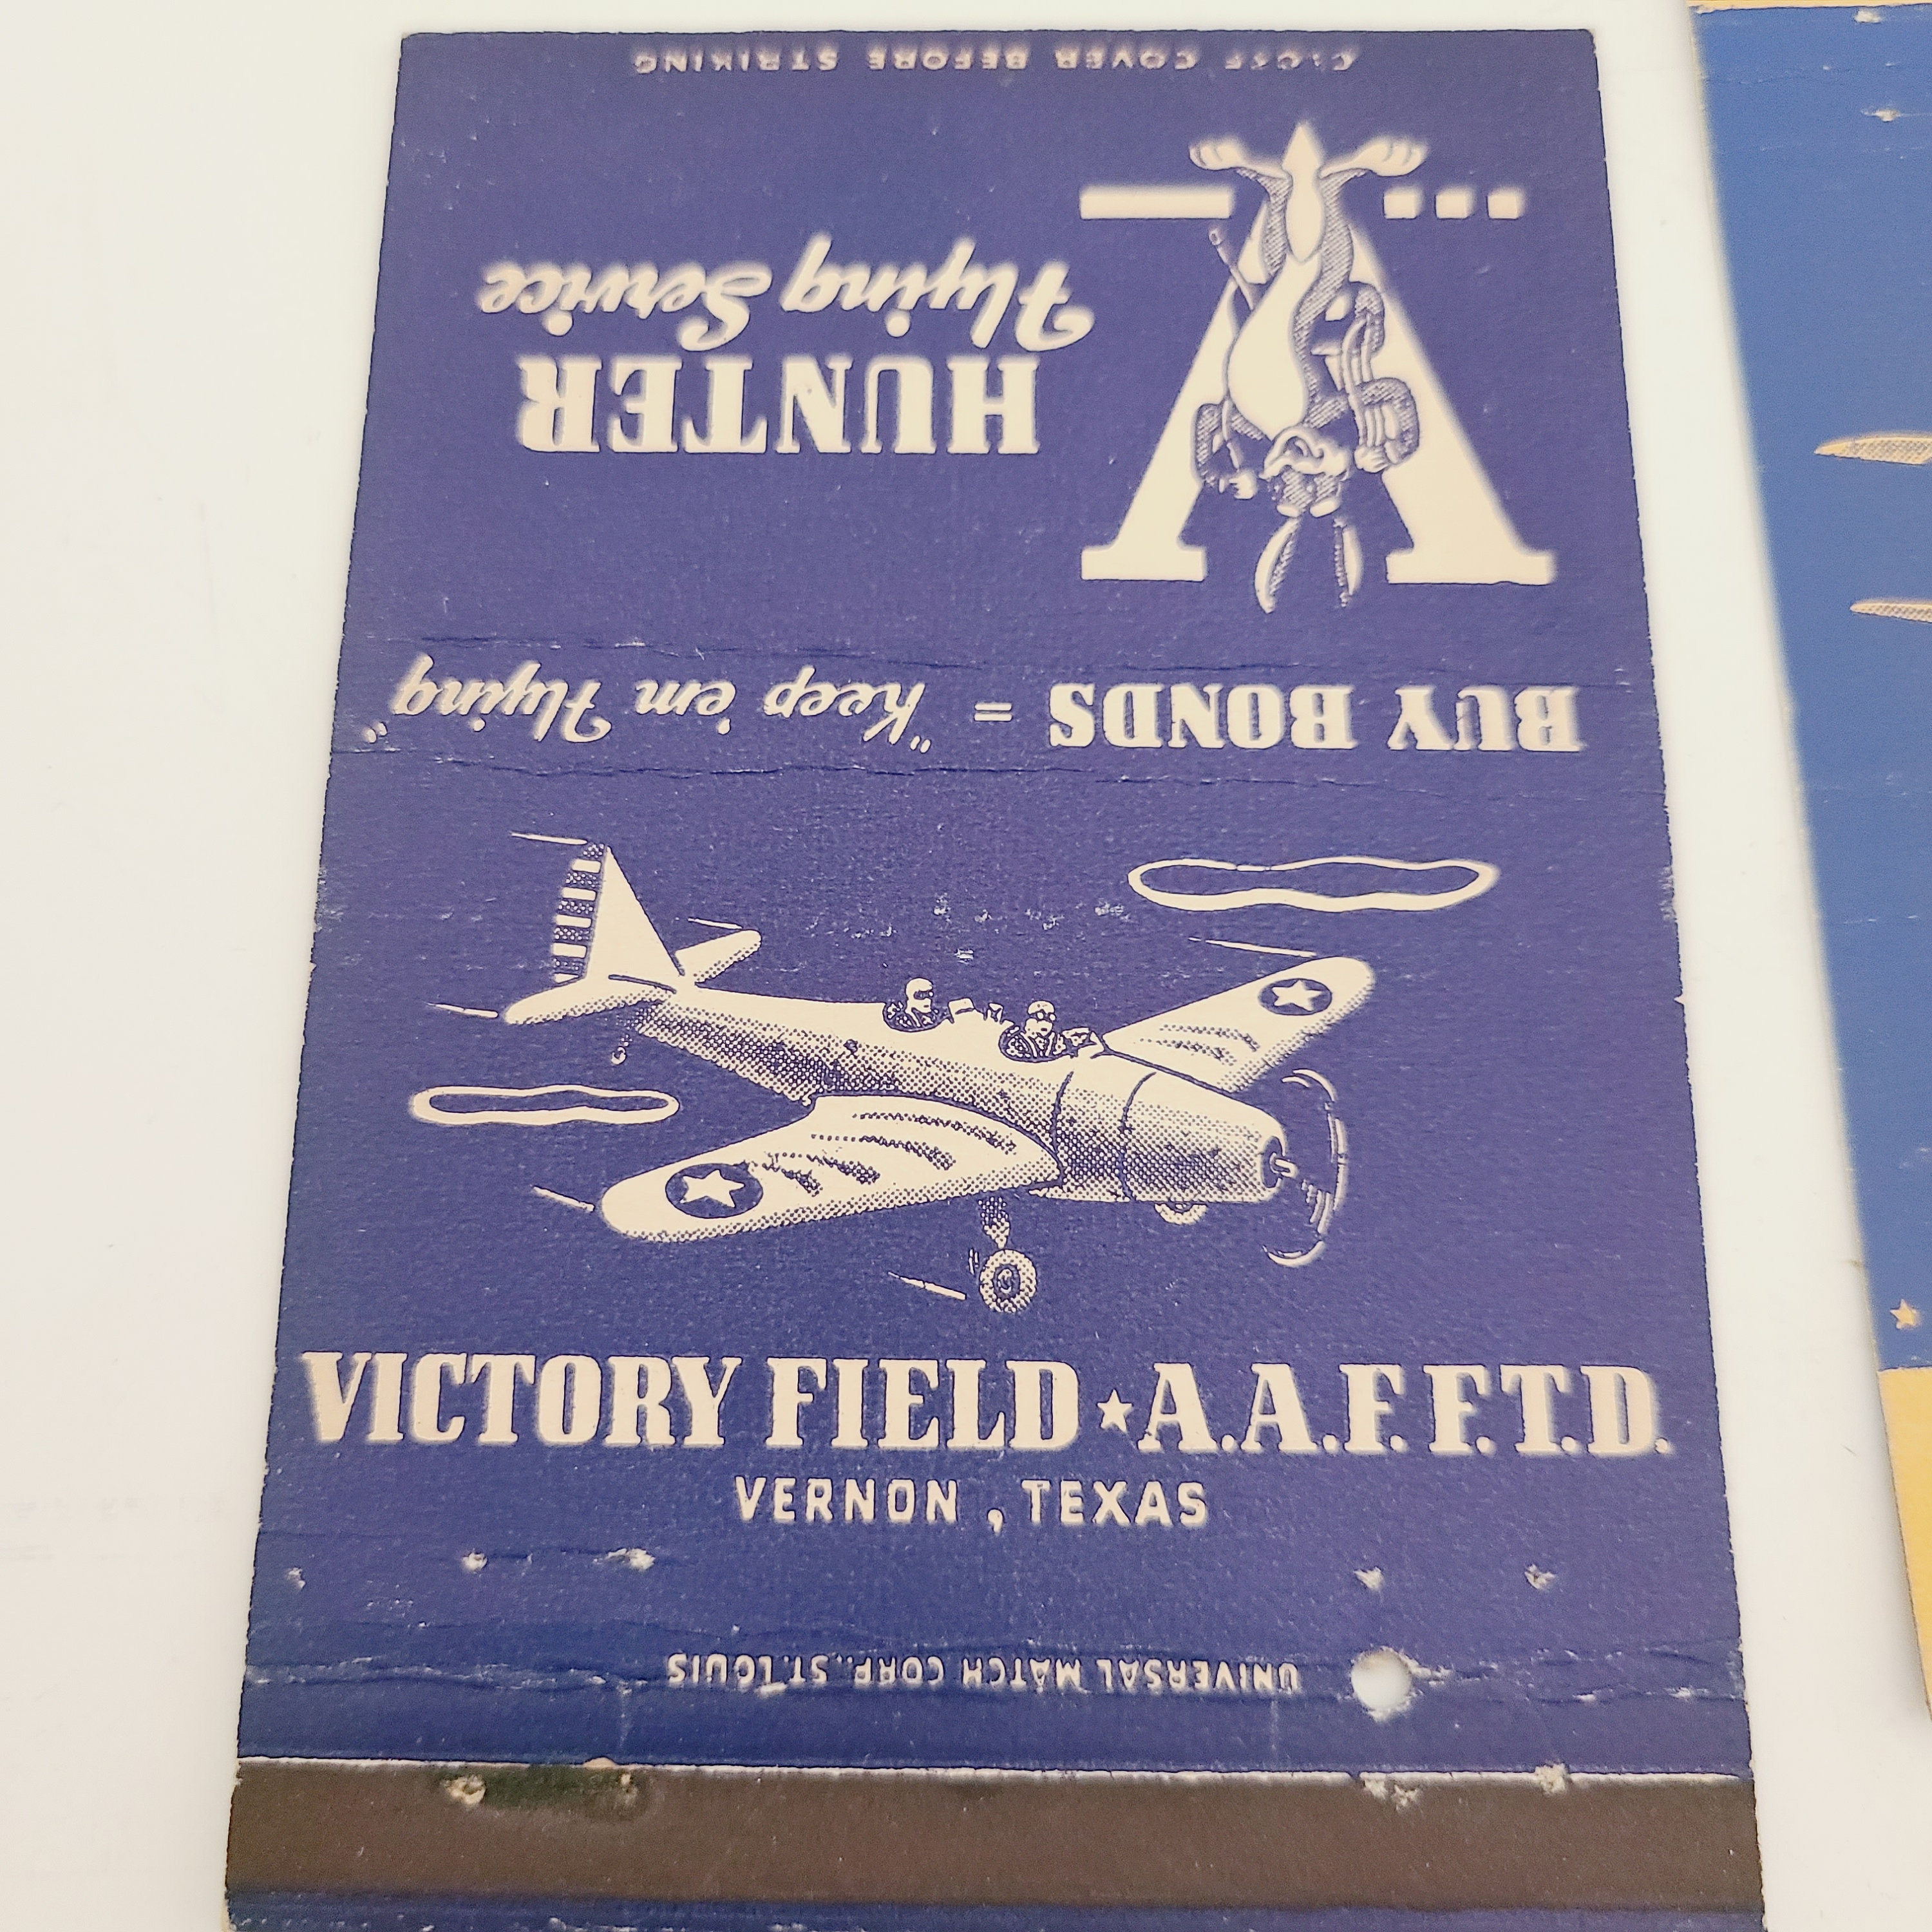 CLOSE COVER BEFORE STRIKING
HUNTER
Flying Service
V
BUY BONDS = "Keep 'em Flying"
VICTORY FIELD ★ A.A.F.F.T.D.
VERNON, TEXAS
UNIVERSAL MATCH CORP., ST. LOUIS